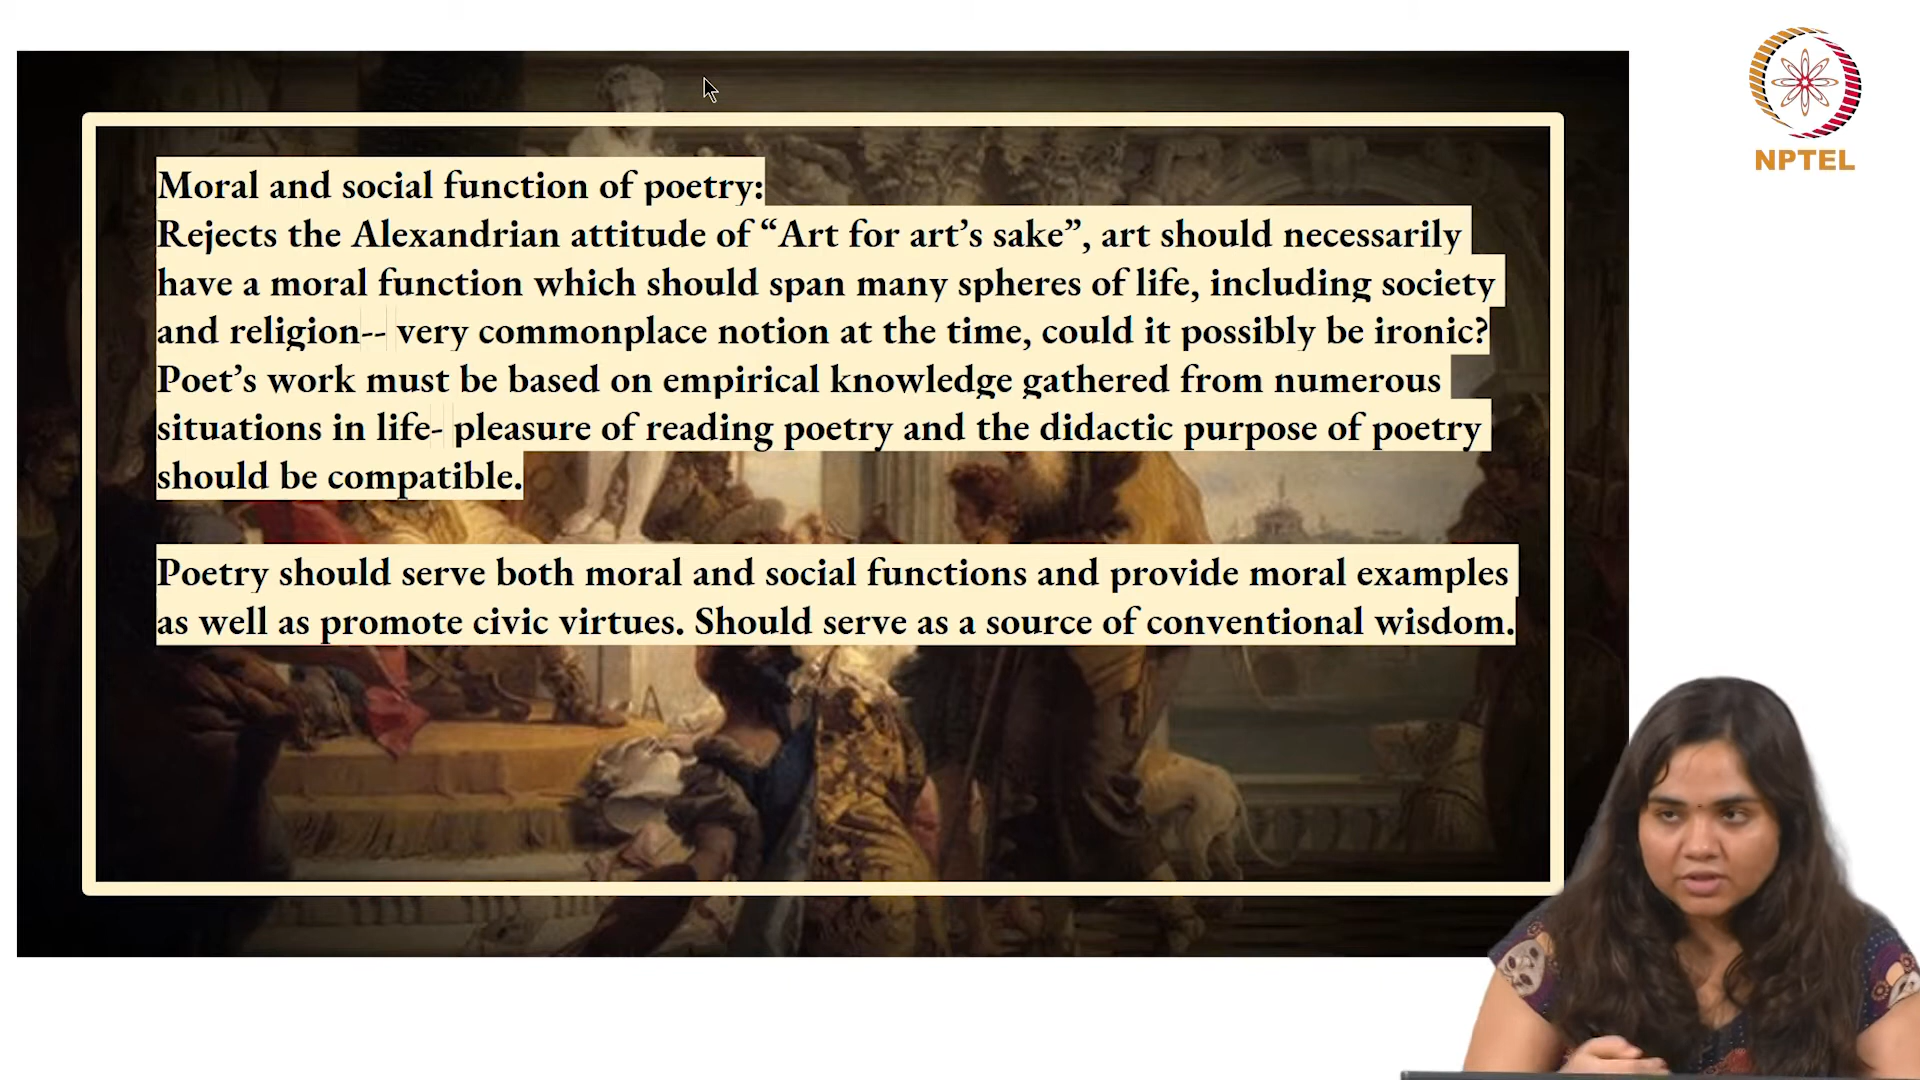 NPTEL
Moral and social function of poetry:
Rejects the Alexandrian attitude of “Art for art’s sake”, art should necessarily
have a moral function which should span many spheres of life, including society
and religion-- very commonplace notion at the time, could it possibly be ironic?
Poet’s work must be based on empirical knowledge gathered from numerous
situations in life- pleasure of reading poetry and the didactic purpose of poetry
should be compatible.
Poetry should serve both moral and social functions and provide moral examples
as well as promote civic virtues. Should serve as a source of conventional wisdom.